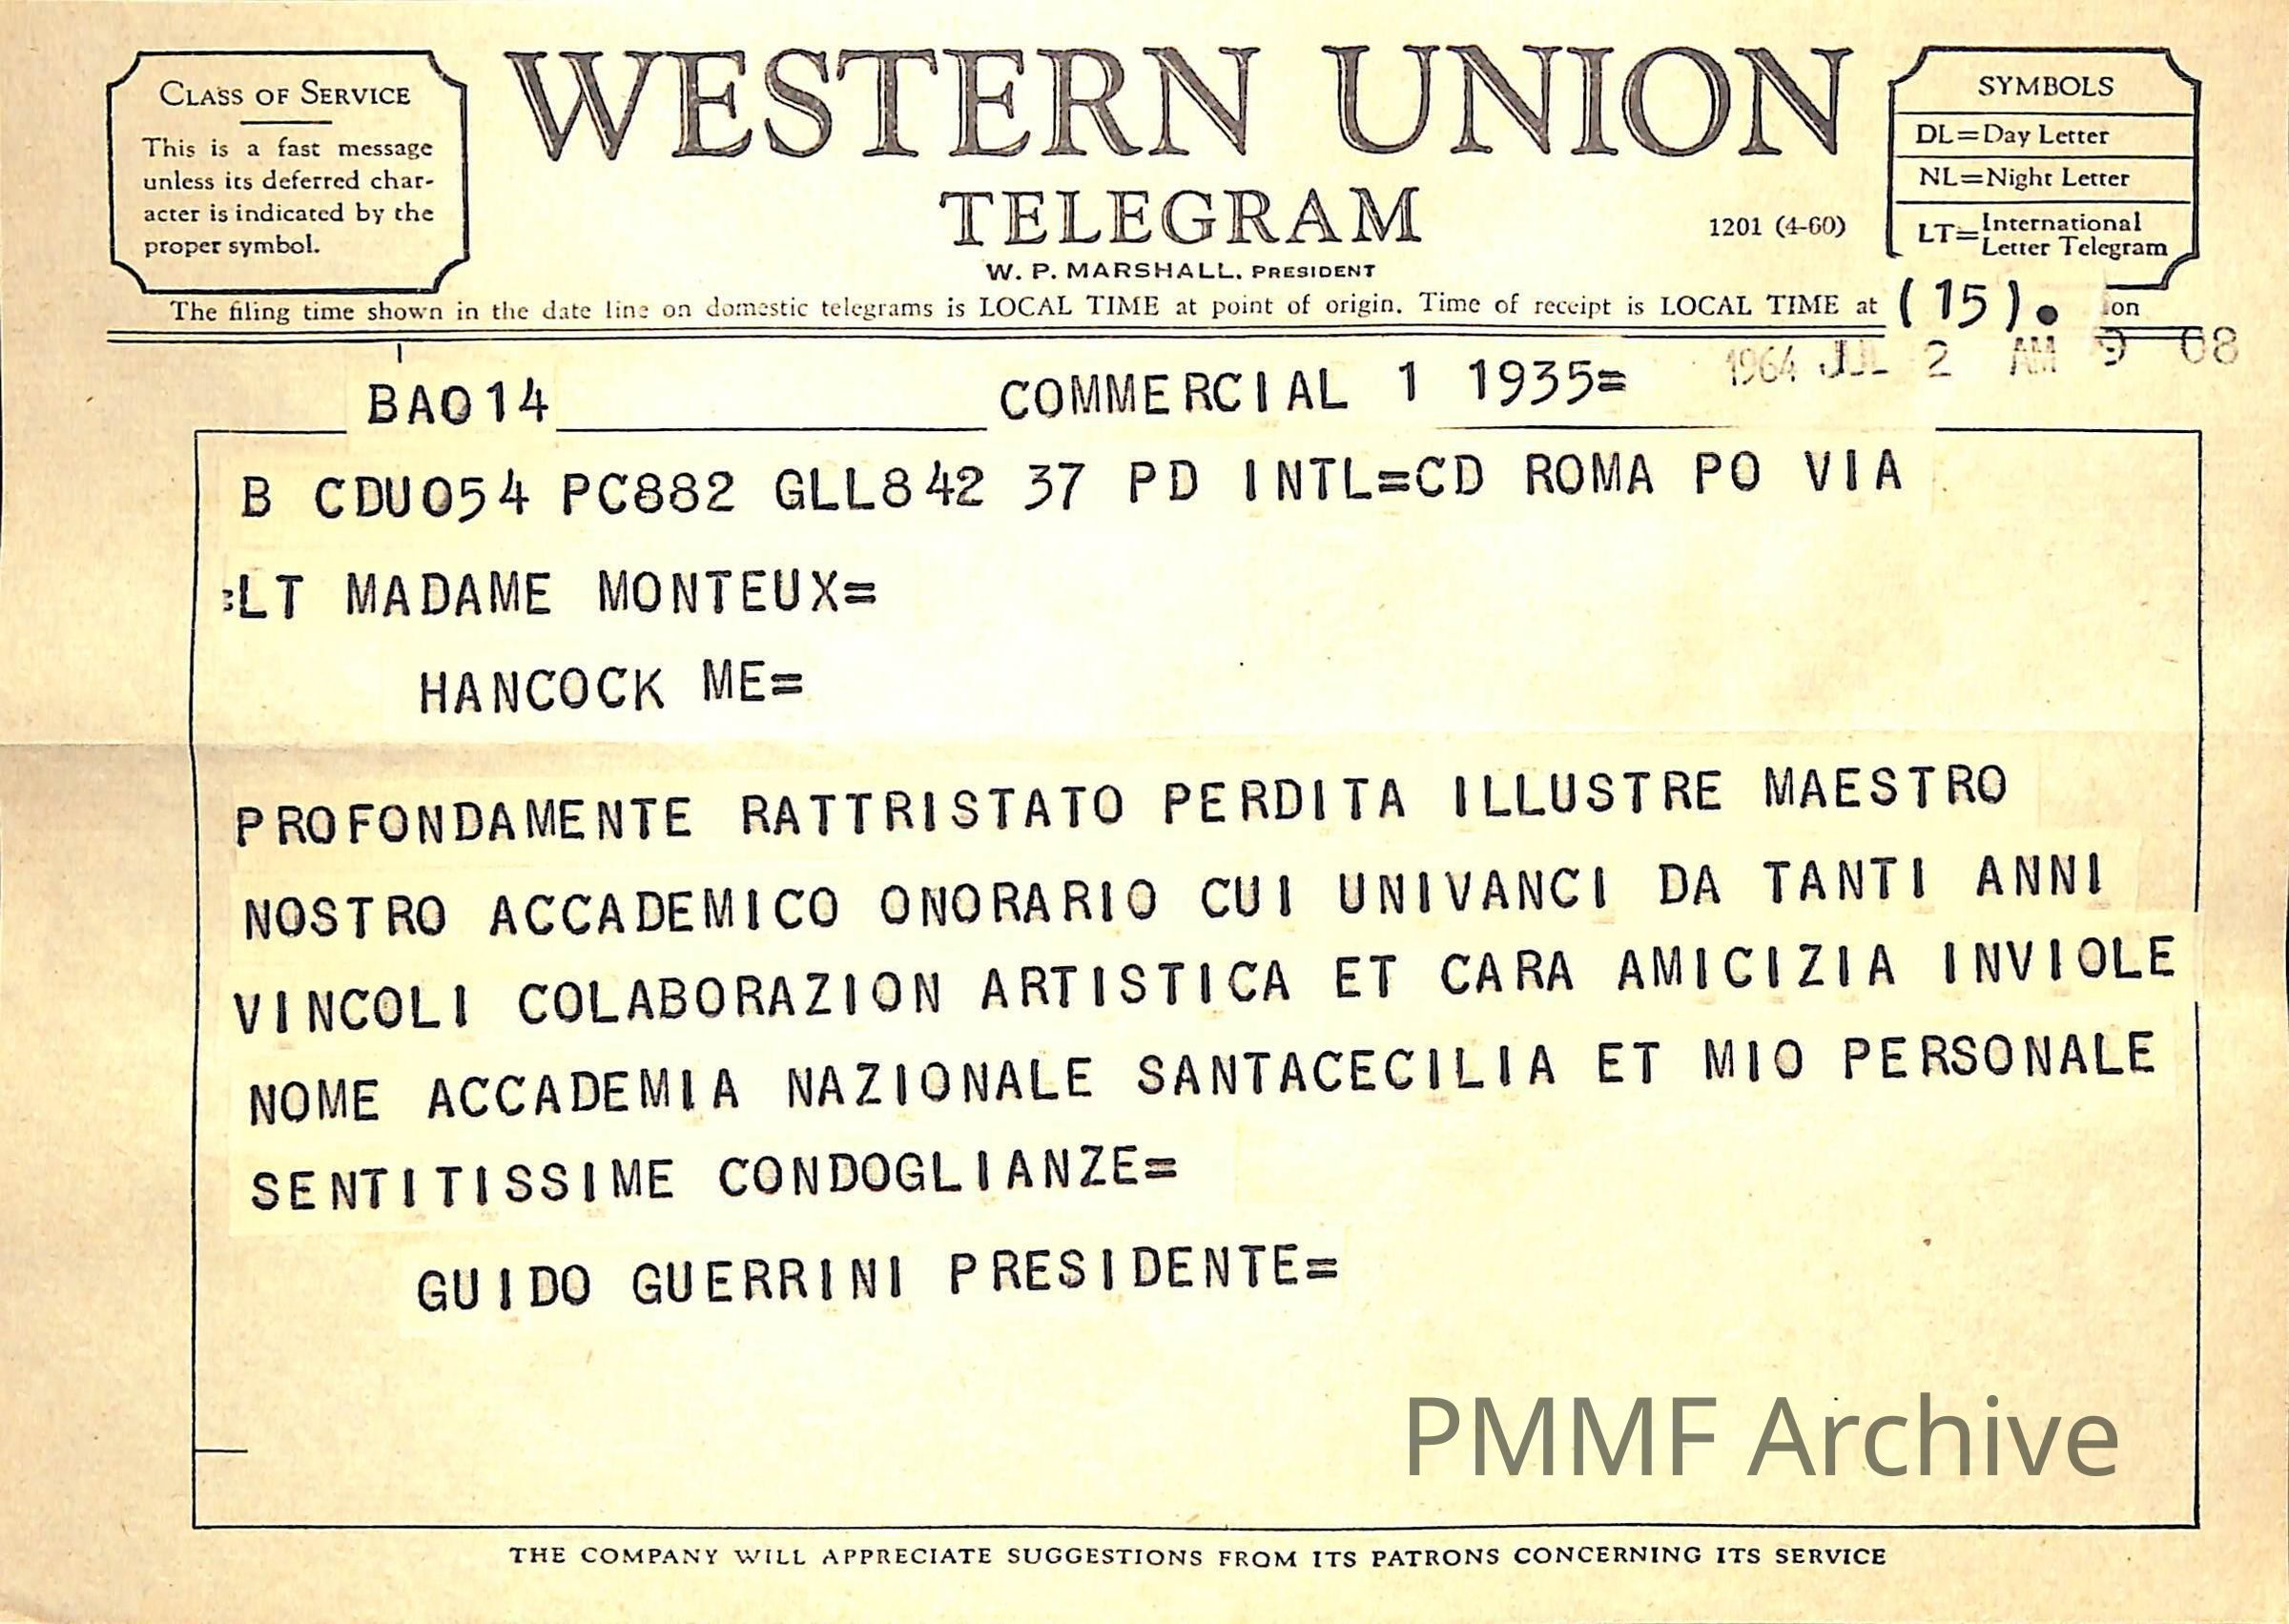 CLASS OF SERVICE
This is a fast message
unless its deferred char-
acter is indicated by the
proper symbol.
WESTERN UNION
TELEGRAM
W. P. MARSHALL, PRESIDENT
1201 (4-60)
SYMBOLS
DL=Day Letter
NL=Night Letter
LT=International Letter Telegram
The filing time shown in the date line on domestic telegrams is LOCAL TIME at point of origin. Time of receipt is LOCAL TIME at (15).
1964 JUL 2 AM 9 08
BA014 COMMERCIAL 1 1935=
B CDU054 PC882 GLL842 37 PD INTL=CD ROMA PO VIA
:LT MADAME MONTEUX=
HANCOCK ME=
PROFONDAMENTE RATTRISTATO PERDITA ILLUSTRE MAESTRO
NOSTRO ACCADEMICO ONORARIO CUI UNIVANCI DA TANTI ANNI
VINCOLI COLABORAZION ARTISTICA ET CARA AMICIZIA INVIOLE
NOME ACCADEMIA NAZIONALE SANTACECILIA ET MIO PERSONALE
SENTITISSIME CONDOGLIANZE=
GUIDO GUERRINI PRESIDENTE=
PMMF Archive
THE COMPANY WILL APPRECIATE SUGGESTIONS FROM ITS PATRONS CONCERNING ITS SERVICE